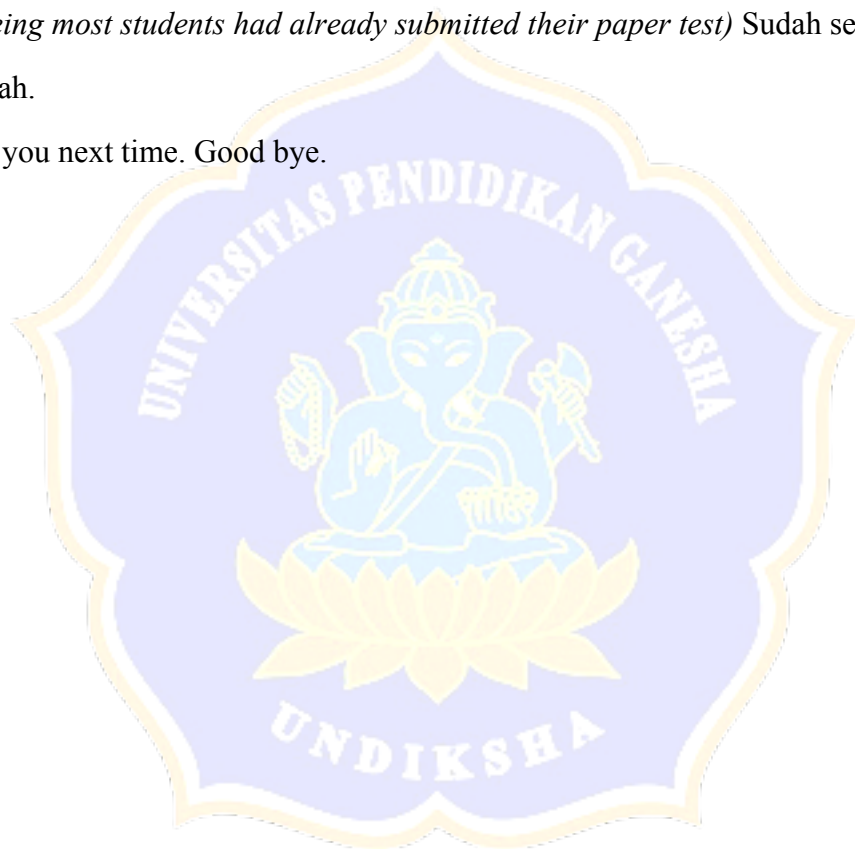 eing most students had already submitted their paper test) Sudah se
ah.
you next time. Good bye.
UNIVERSITAS PENDIDIKAN GANESHA
UNDIKSHA